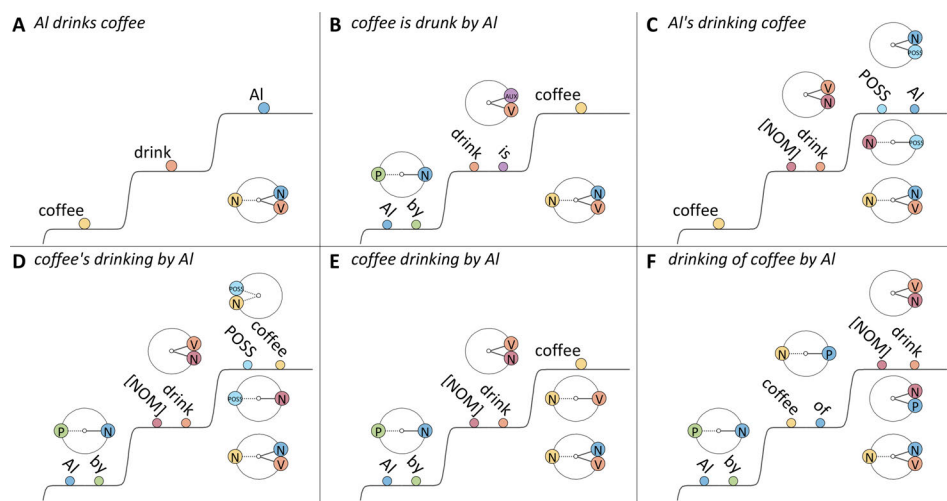 A Al drinks coffee
Al
drink
coffee
N N V
B coffee is drunk by Al
coffee
AUX V
drink is
P N
N N V
Al by
C Al's drinking coffee
N POSS
POSS Al
V N
[NOM] drink
N POSS
N N V
coffee
D coffee's drinking by Al
POSS N
POSS coffee
V N
[NOM] drink
POSS N
P N
N N V
Al by
E coffee drinking by Al
coffee
V N
[NOM] drink
N V
P N
N N V
Al by
F drinking of coffee by Al
V N
[NOM] drink
N P
coffee of
N P
P N
N N V
Al by